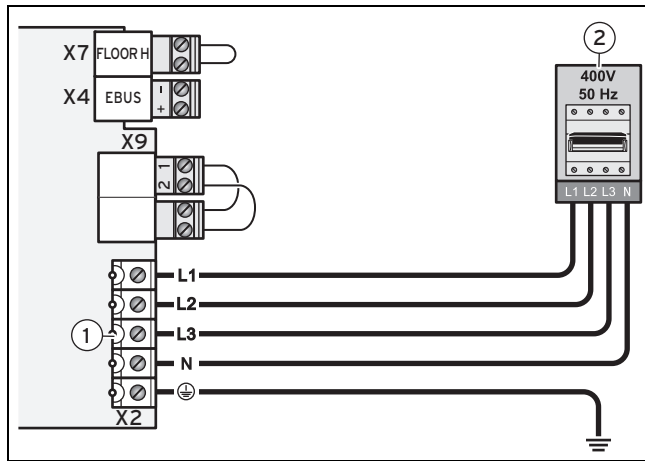 X7 FLOOR H
X4 EBUS - +
X9
2 1
2
400V
50 Hz
L1 L2 L3 N
L1
L2
L3
1
N
X2